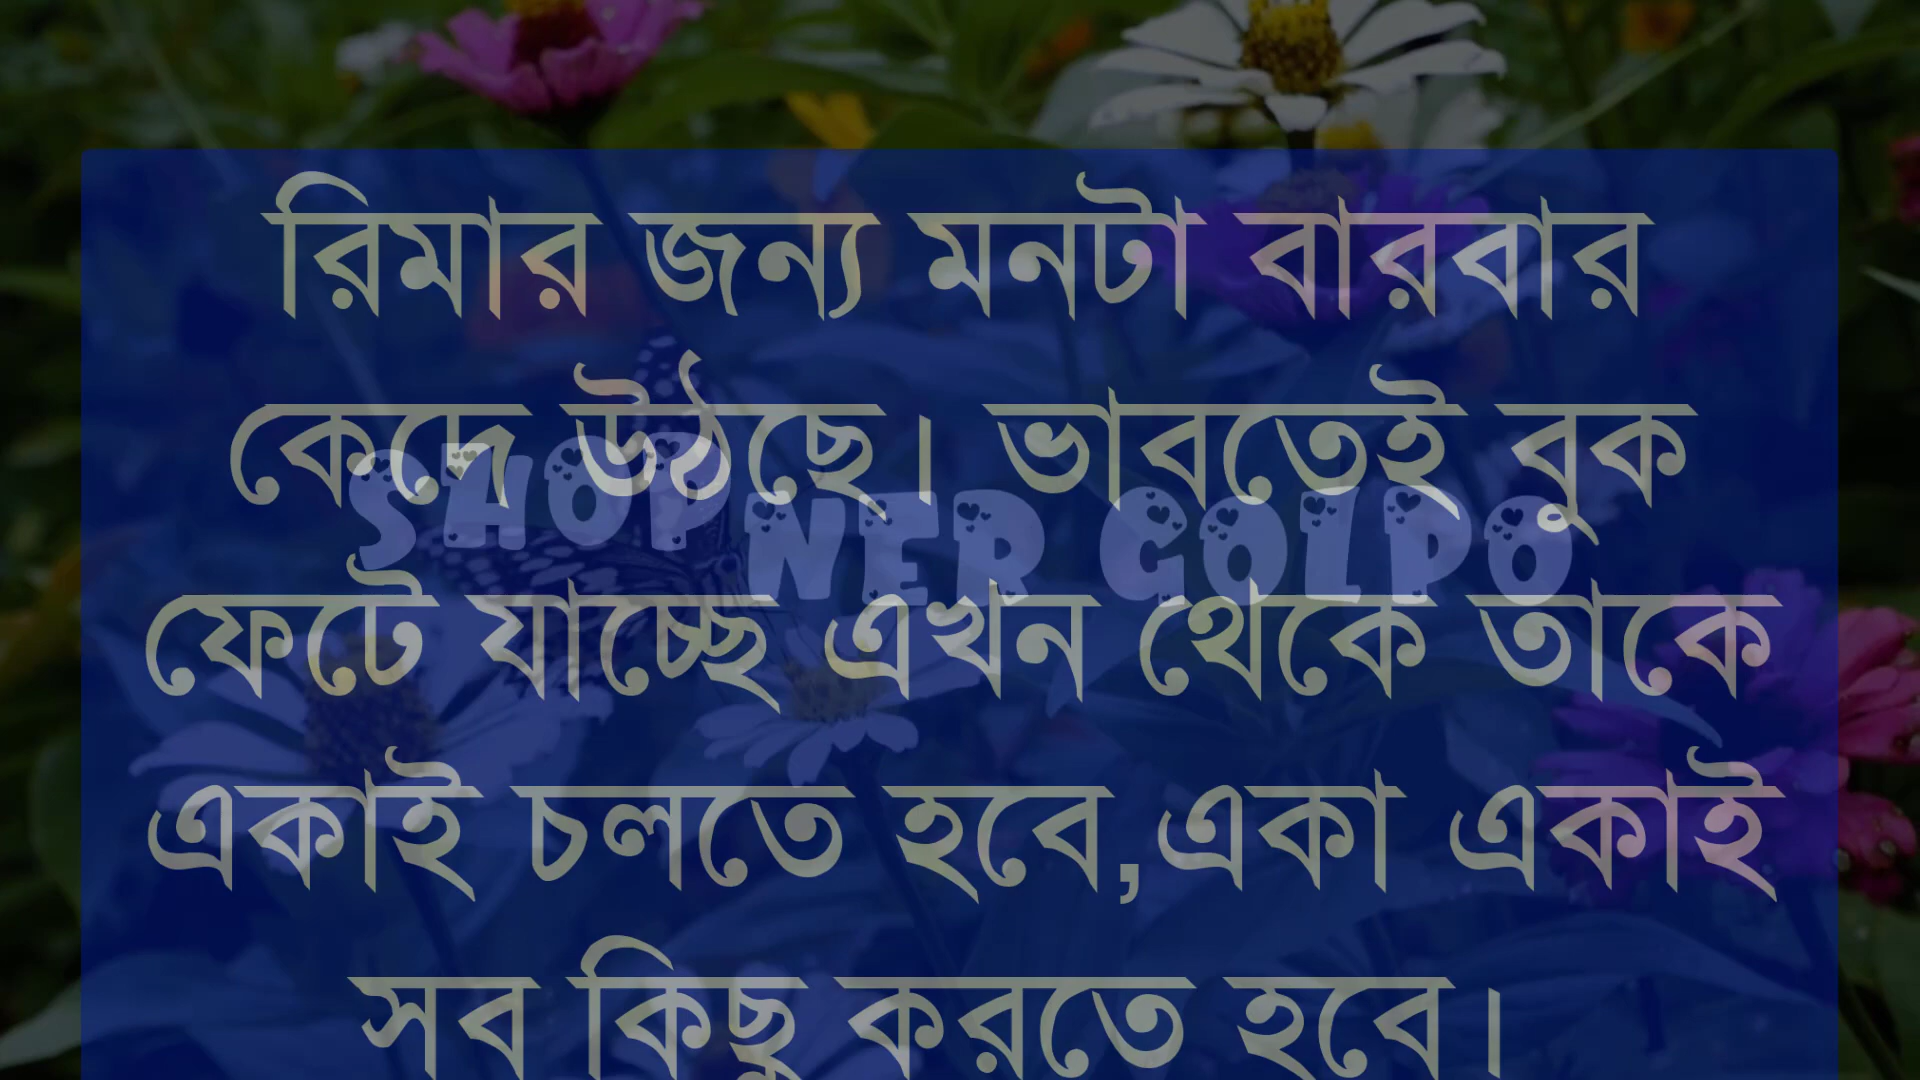 রিমার জন্য মনটা বারবার
কেদে উঠছে। ভাবতেই বুক
SHOPNER GOLPO
ফেটে যাচ্ছে এখন থেকে তাকে
একাই চলতে হবে,একা একাই
সব কিছু করতে হবে।